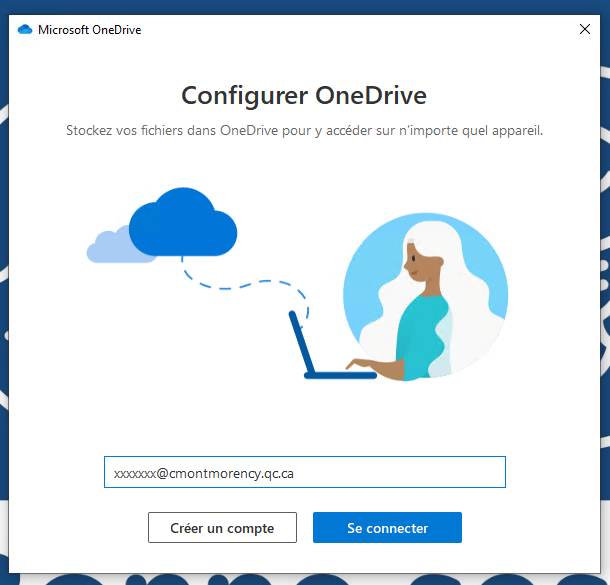 Microsoft OneDrive
Configurer OneDrive
Stockez vos fichiers dans OneDrive pour y accéder sur n'importe quel appareil.
xxxxxxx@cmontmorency.qc.ca
Créer un compte
Se connecter